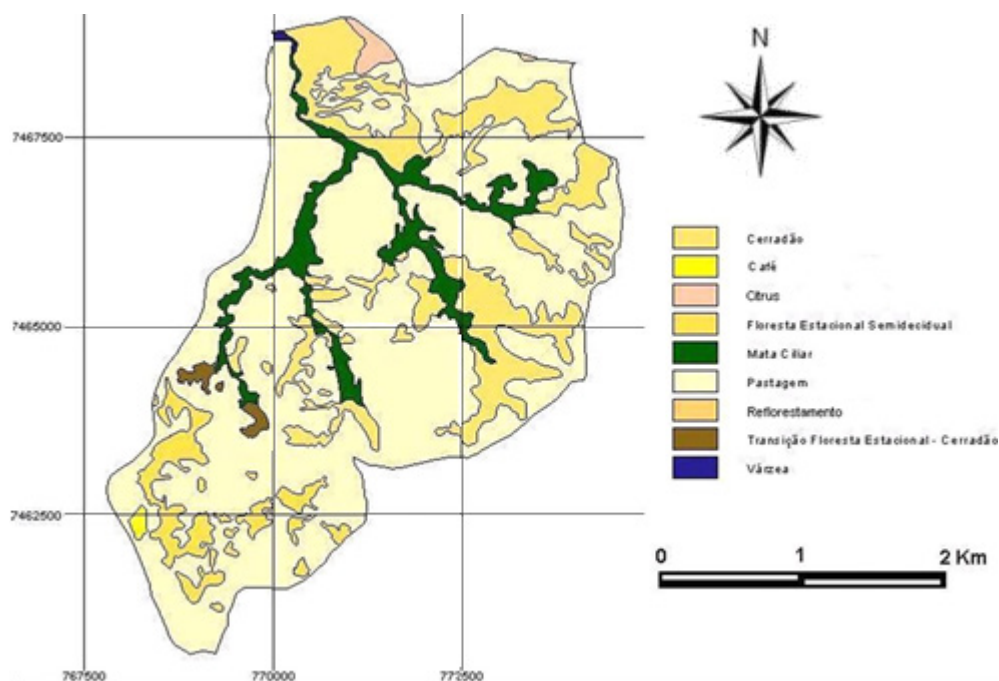 N
7467500
7465000
7462500
767500
770000
772500
Cerradão
Café
Citrus
Floresta Estacional Semidecidual
Mata Ciliar
Pastagem
Reflorestamento
Transição Floresta Estacional - Cerradão
Várzea
0 1 2 Km